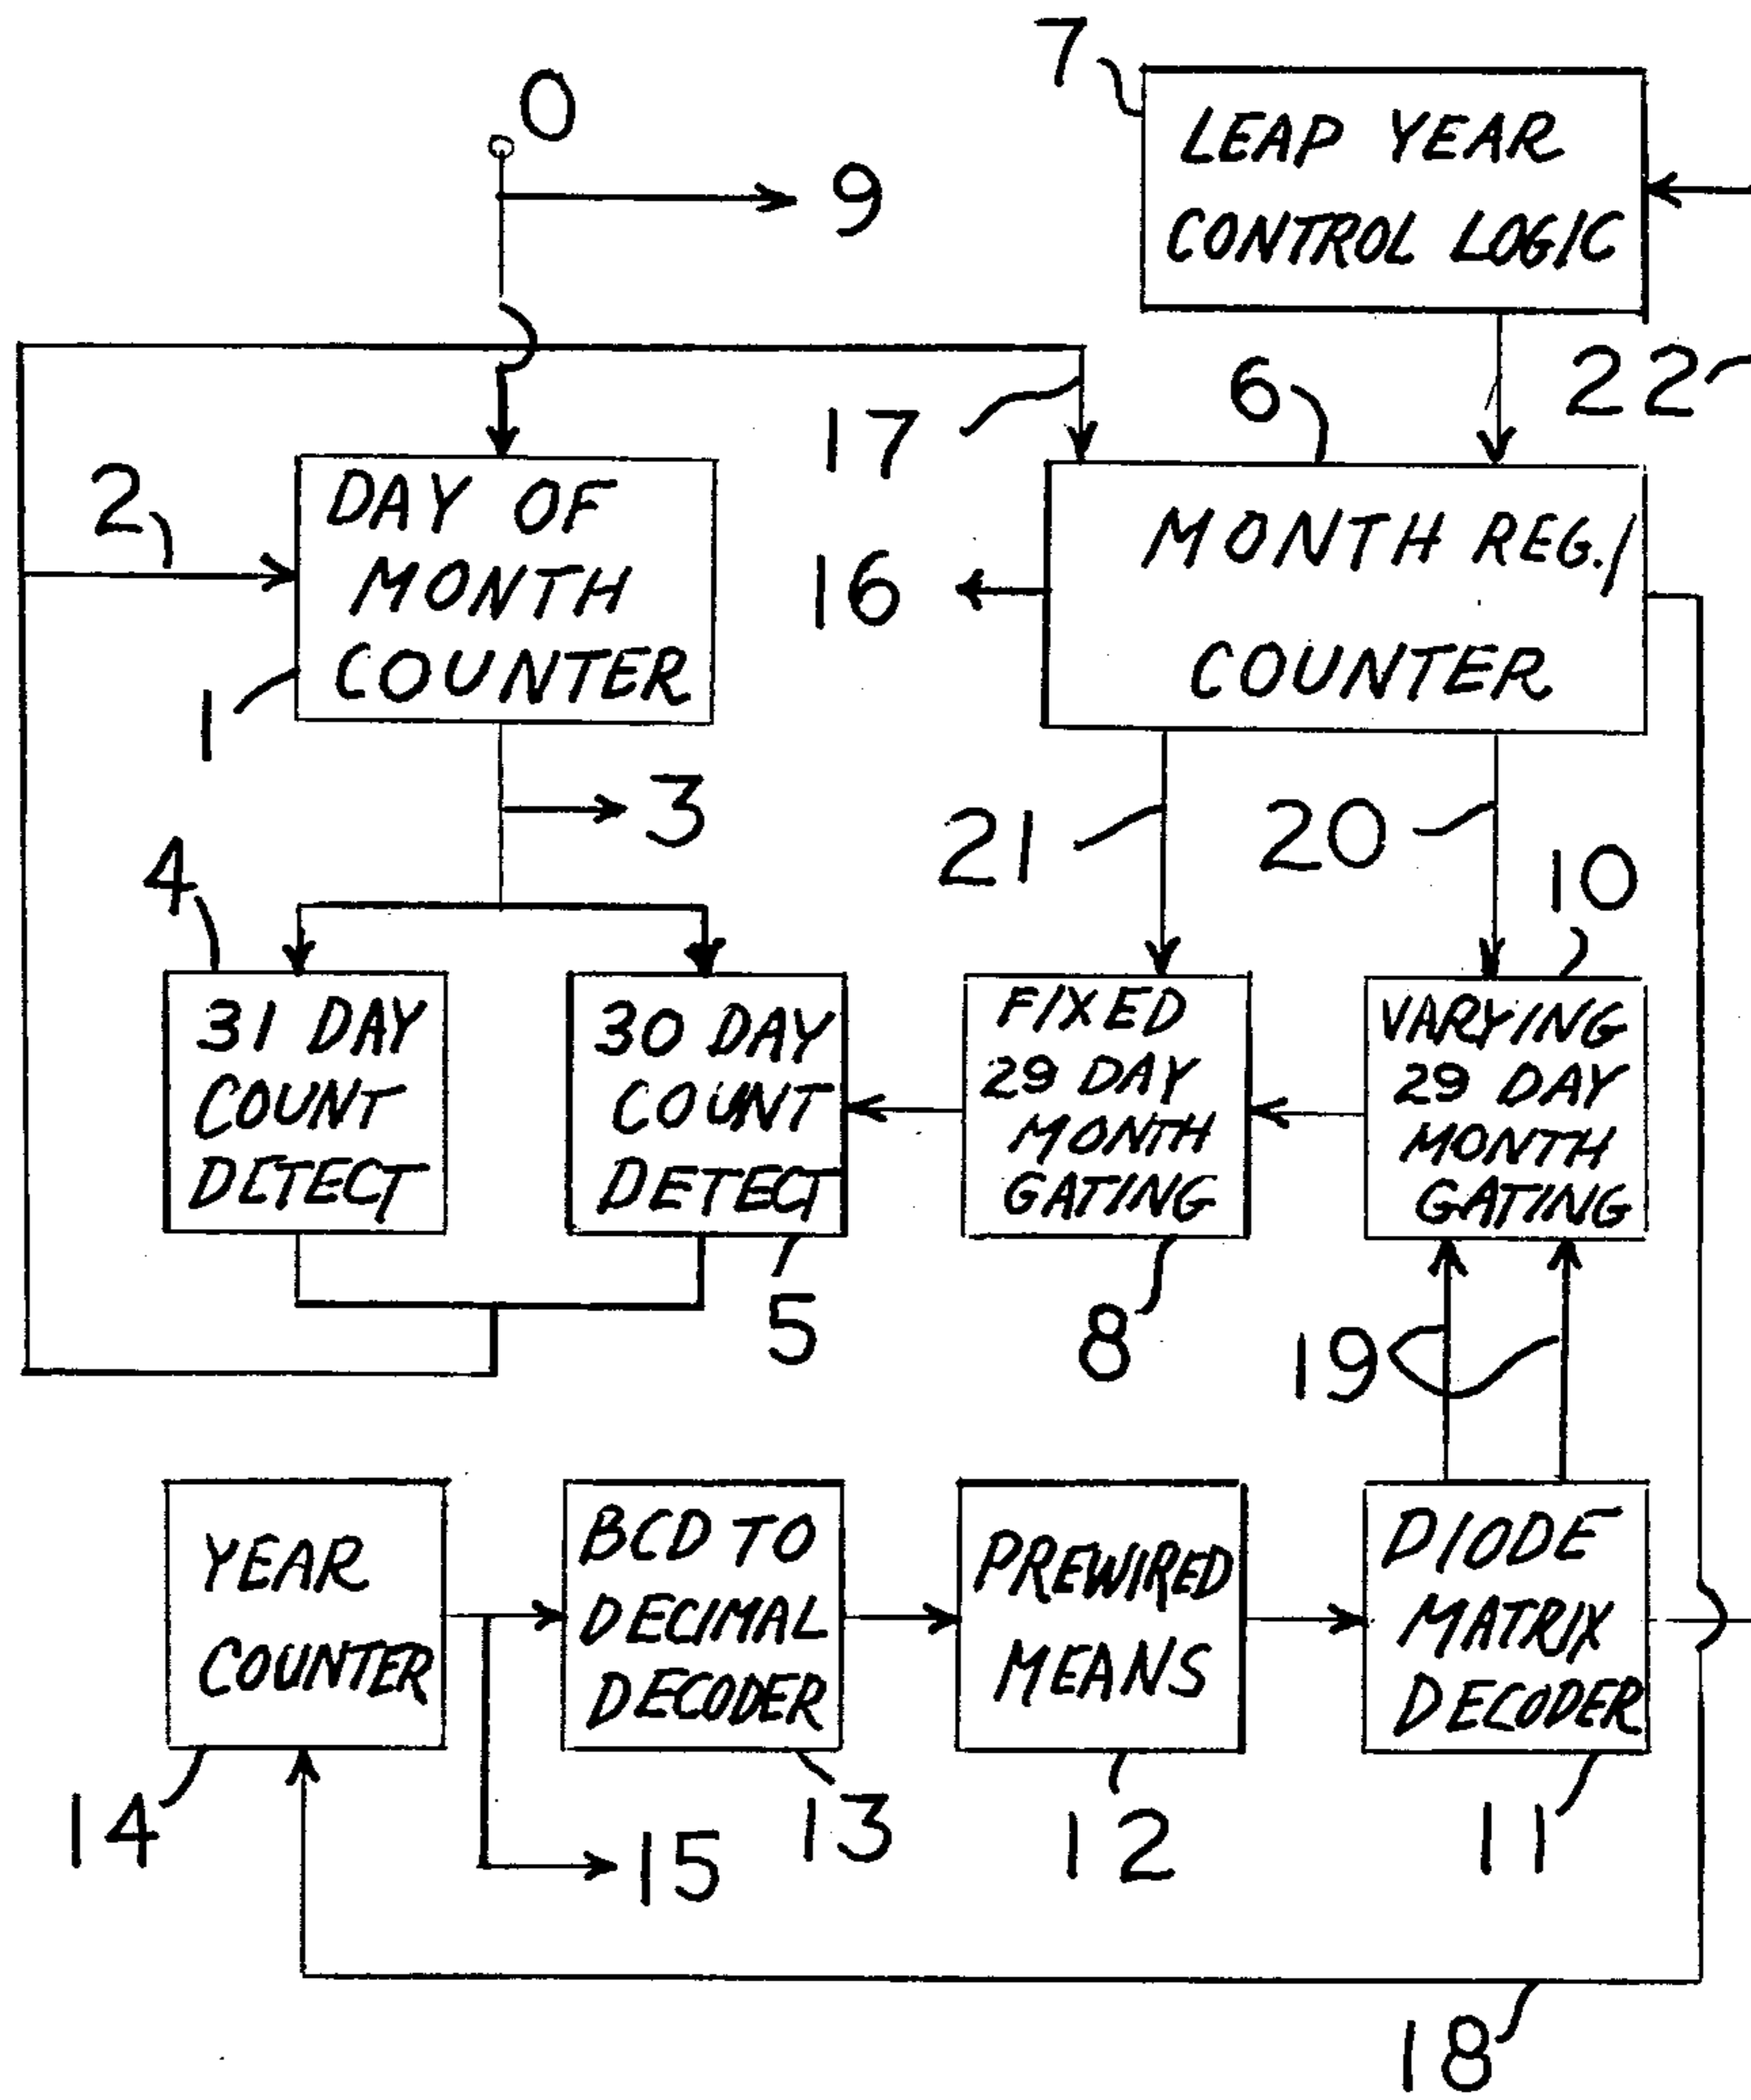 0
9
7
LEAP YEAR
CONTROL LOGIC
22
17
6
2
DAY OF
MONTH
COUNTER
1
16
MONTH REG./
COUNTER
3
21
20
10
4
31 DAY
COUNT
DETECT
30 DAY
COUNT
DETECT
5
FIXED
29 DAY
MONTH
GATING
8
VARYING
29 DAY
MONTH
GATING
19
YEAR
COUNTER
14
BCD TO
DECIMAL
DECODER
13
PREWIRED
MEANS
12
DIODE
MATRIX
DECODER
11
15
18